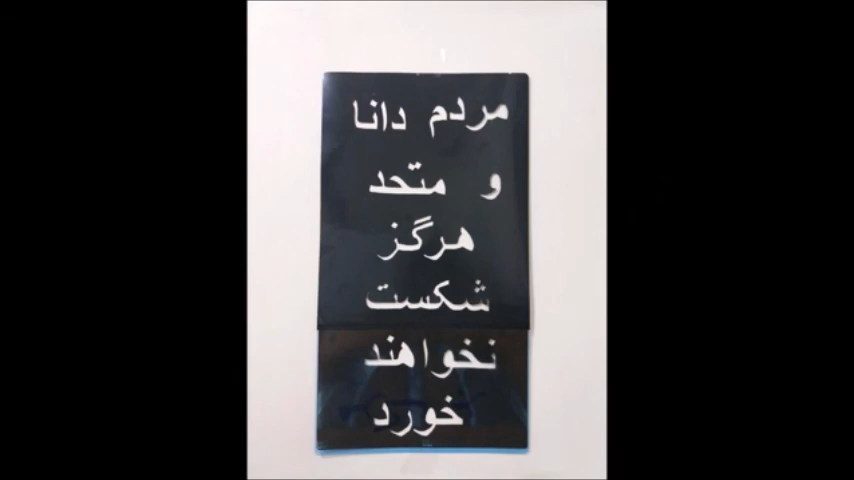 مردم دانا
و متحد
هرگز
شکست
نخواهند
خورد